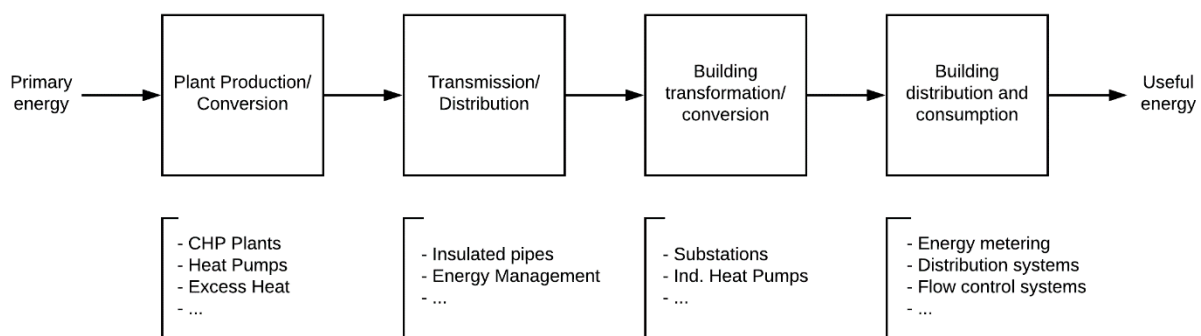 Primary
energy
Plant Production/
Conversion
Transmission/
Distribution
Building
transformation/
conversion
Building
distribution and
consumption
Useful
energy
- CHP Plants
- Heat Pumps
- Excess Heat
- ...
- Insulated pipes
- Energy Management
- ...
- Substations
- Ind. Heat Pumps
- ...
- Energy metering
- Distribution systems
- Flow control systems
- ...